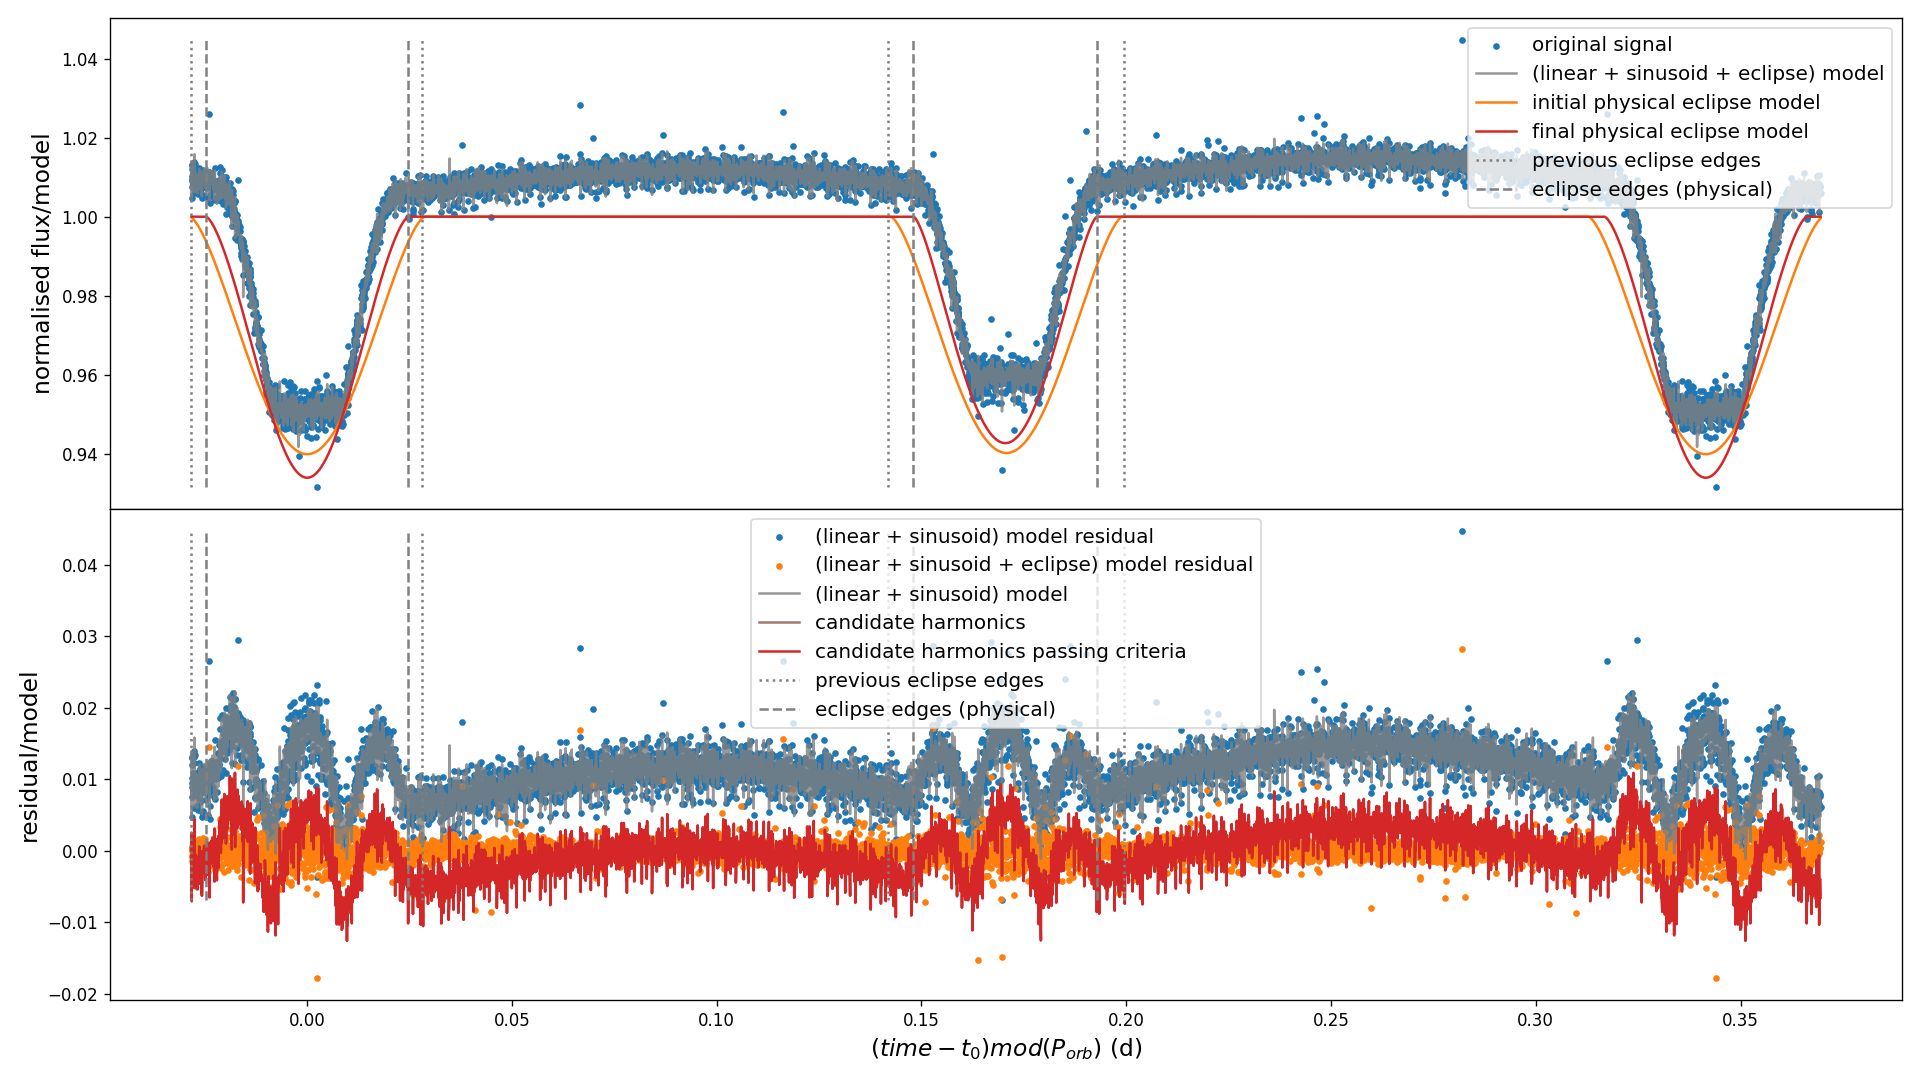 normalised flux/model
1.04
1.02
1.00
0.98
0.96
0.94
original signal
(linear + sinusoid + eclipse) model
initial physical eclipse model
final physical eclipse model
previous eclipse edges
eclipse edges (physical)
residual/model
0.04
0.03
0.02
0.01
0.00
−0.01
−0.02
(linear + sinusoid) model residual
(linear + sinusoid + eclipse) model residual
(linear + sinusoid) model
candidate harmonics
candidate harmonics passing criteria
previous eclipse edges
eclipse edges (physical)
0.00 0.05 0.10 0.15 0.20 0.25 0.30 0.35
(time − t₀)mod(P_orb) (d)